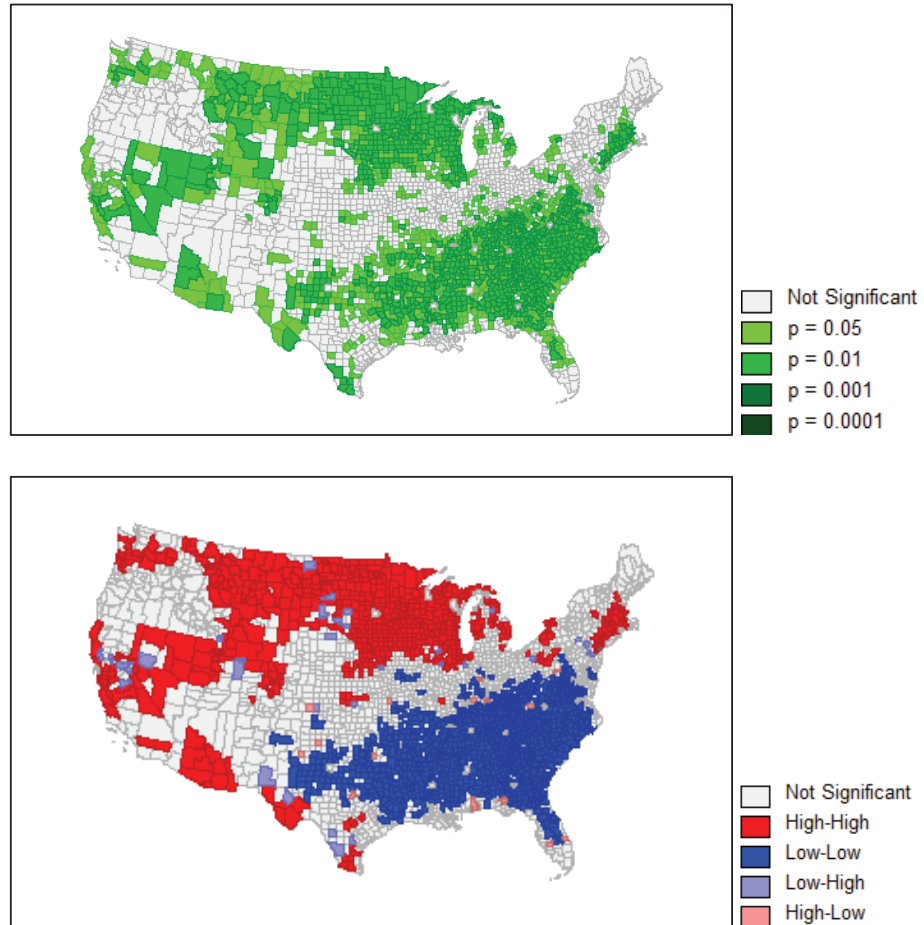 Not Significant
p = 0.05
p = 0.01
p = 0.001
p = 0.0001
Not Significant
High-High
Low-Low
Low-High
High-Low